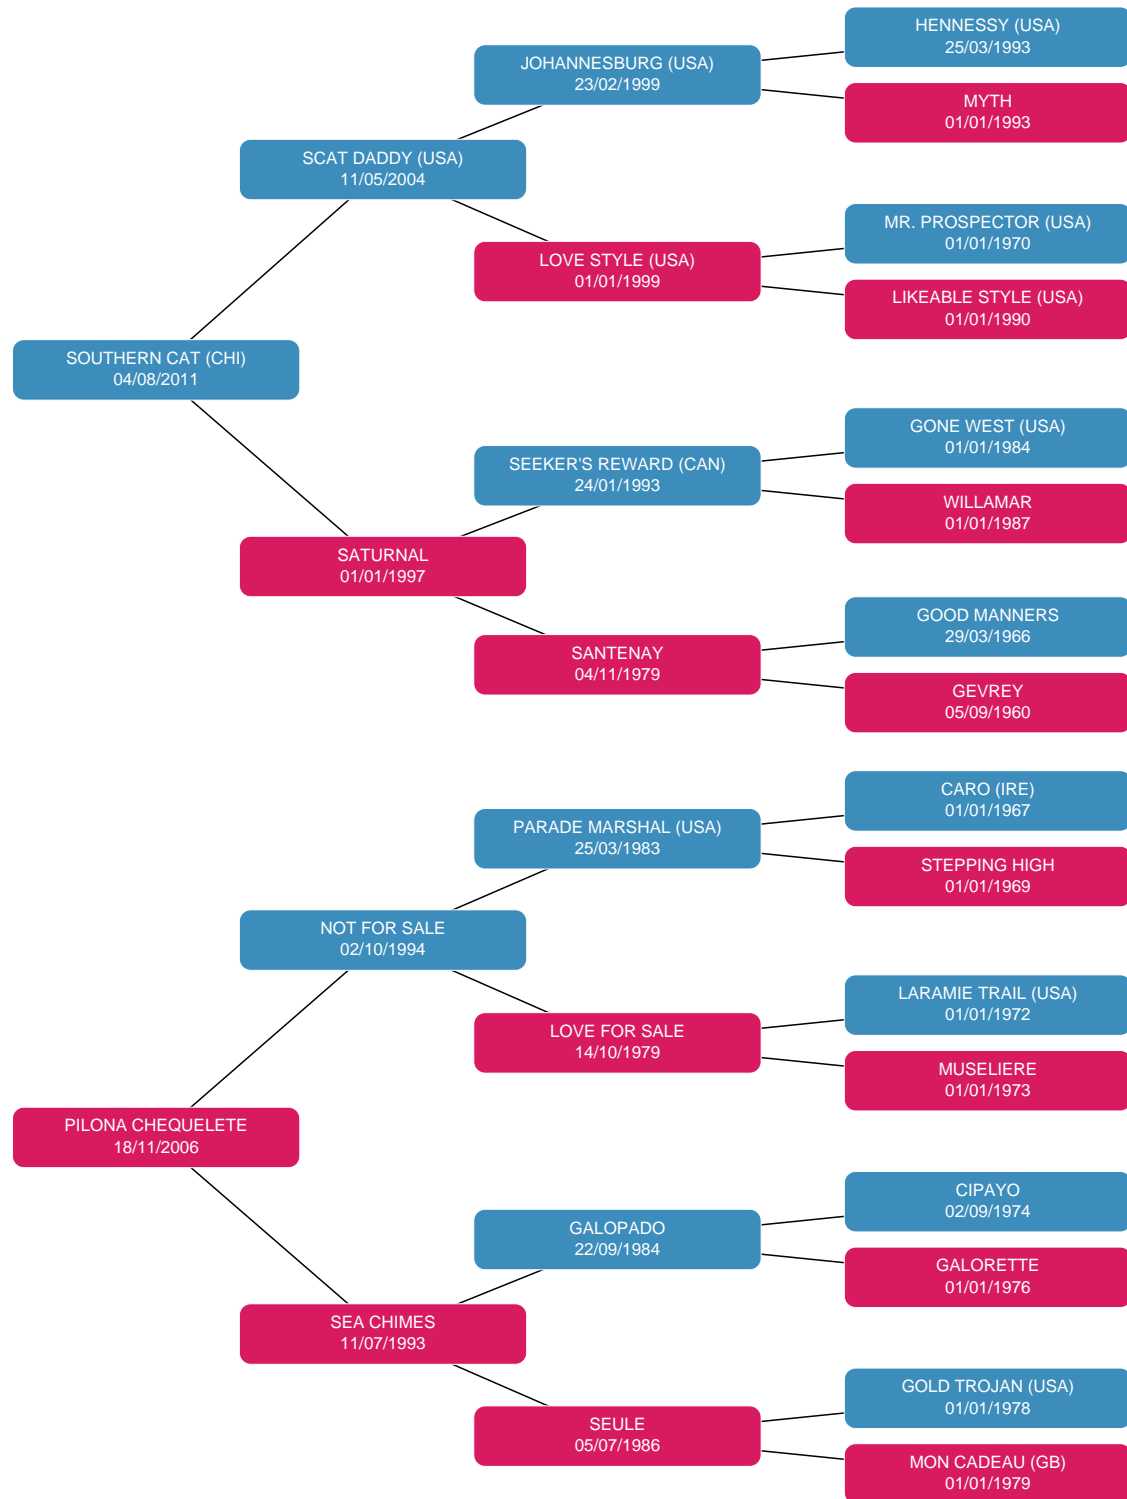 HENNESSY (USA)
25/03/1993
JOHANNESBURG (USA)
23/02/1999
MYTH
01/01/1993
SCAT DADDY (USA)
11/05/2004
MR. PROSPECTOR (USA)
01/01/1970
LOVE STYLE (USA)
01/01/1999
LIKEABLE STYLE (USA)
01/01/1990
SOUTHERN CAT (CHI)
04/08/2011
GONE WEST (USA)
01/01/1984
SEEKER'S REWARD (CAN)
24/01/1993
WILLAMAR
01/01/1987
SATURNAL
01/01/1997
GOOD MANNERS
29/03/1966
SANTENAY
04/11/1979
GEVREY
05/09/1960
CARO (IRE)
01/01/1967
PARADE MARSHAL (USA)
25/03/1983
STEPPING HIGH
01/01/1969
NOT FOR SALE
02/10/1994
LARAMIE TRAIL (USA)
01/01/1972
LOVE FOR SALE
14/10/1979
MUSELIERE
01/01/1973
PILONA CHEQUELETE
18/11/2006
CIPAYO
02/09/1974
GALOPADO
22/09/1984
GALORETTE
01/01/1976
SEA CHIMES
11/07/1993
GOLD TROJAN (USA)
01/01/1978
SEULE
05/07/1986
MON CADEAU (GB)
01/01/1979